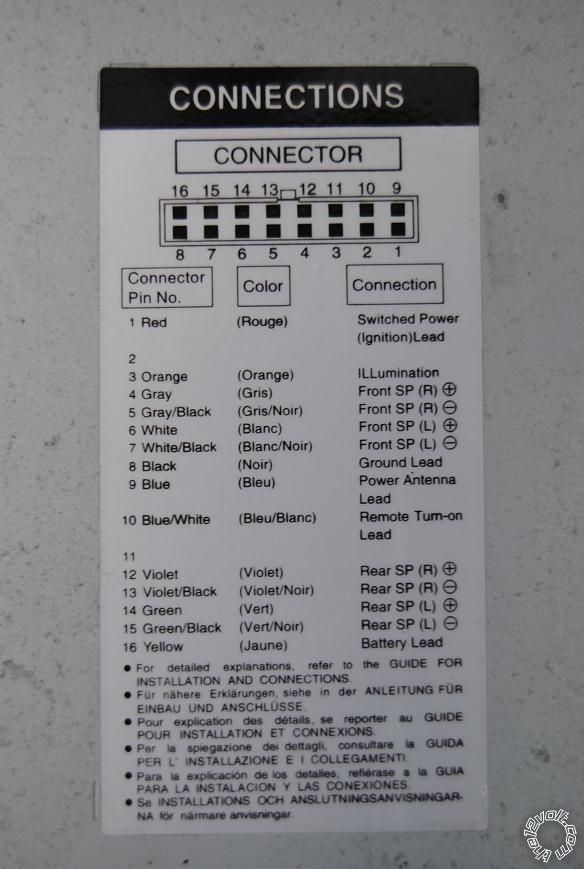 CONNECTIONS
CONNECTOR
16 15 14 13 12 11 10 9
8 7 6 5 4 3 2 1
Connector Pin No. Color Connection
1 Red (Rouge) Switched Power
(Ignition)Lead
2
3 Orange (Orange) ILLumination
4 Gray (Gris) Front SP (R) ⊕
5 Gray/Black (Gris/Noir) Front SP (R) ⊖
6 White (Blanc) Front SP (L) ⊕
7 White/Black (Blanc/Noir) Front SP (L) ⊖
8 Black (Noir) Ground Lead
9 Blue (Bleu) Power Antenna
Lead
10 Blue/White (Bleu/Blanc) Remote Turn-on
Lead
11
12 Violet (Violet) Rear SP (R) ⊕
13 Violet/Black (Violet/Noir) Rear SP (R) ⊖
14 Green (Vert) Rear SP (L) ⊕
15 Green/Black (Vert/Noir) Rear SP (L) ⊖
16 Yellow (Jaune) Battery Lead
● For detailed explanations, refer to the GUIDE FOR
INSTALLATION AND CONNECTIONS.
● Für nähere Erklärungen, siehe in der ANLEITUNG FÜR
EINBAU UND ANSCHLÜSSE.
● Pour explication des détails, se reporter au GUIDE
POUR INSTALLATION ET CONNEXIONS.
● Per la spiegazione dei dettagli, consultare la GUIDA
PER L' INSTALLAZIONE E I COLLEGAMENTI.
● Para la explicación de los detalles, refiérase a la GUIA
PARA LA INSTALACION Y LAS CONEXIONES.
● Se INSTALLATIONS OCH ANSLUTNINGSANVISNINGAR-
NA för närmare anvisningar.
the12volt.com